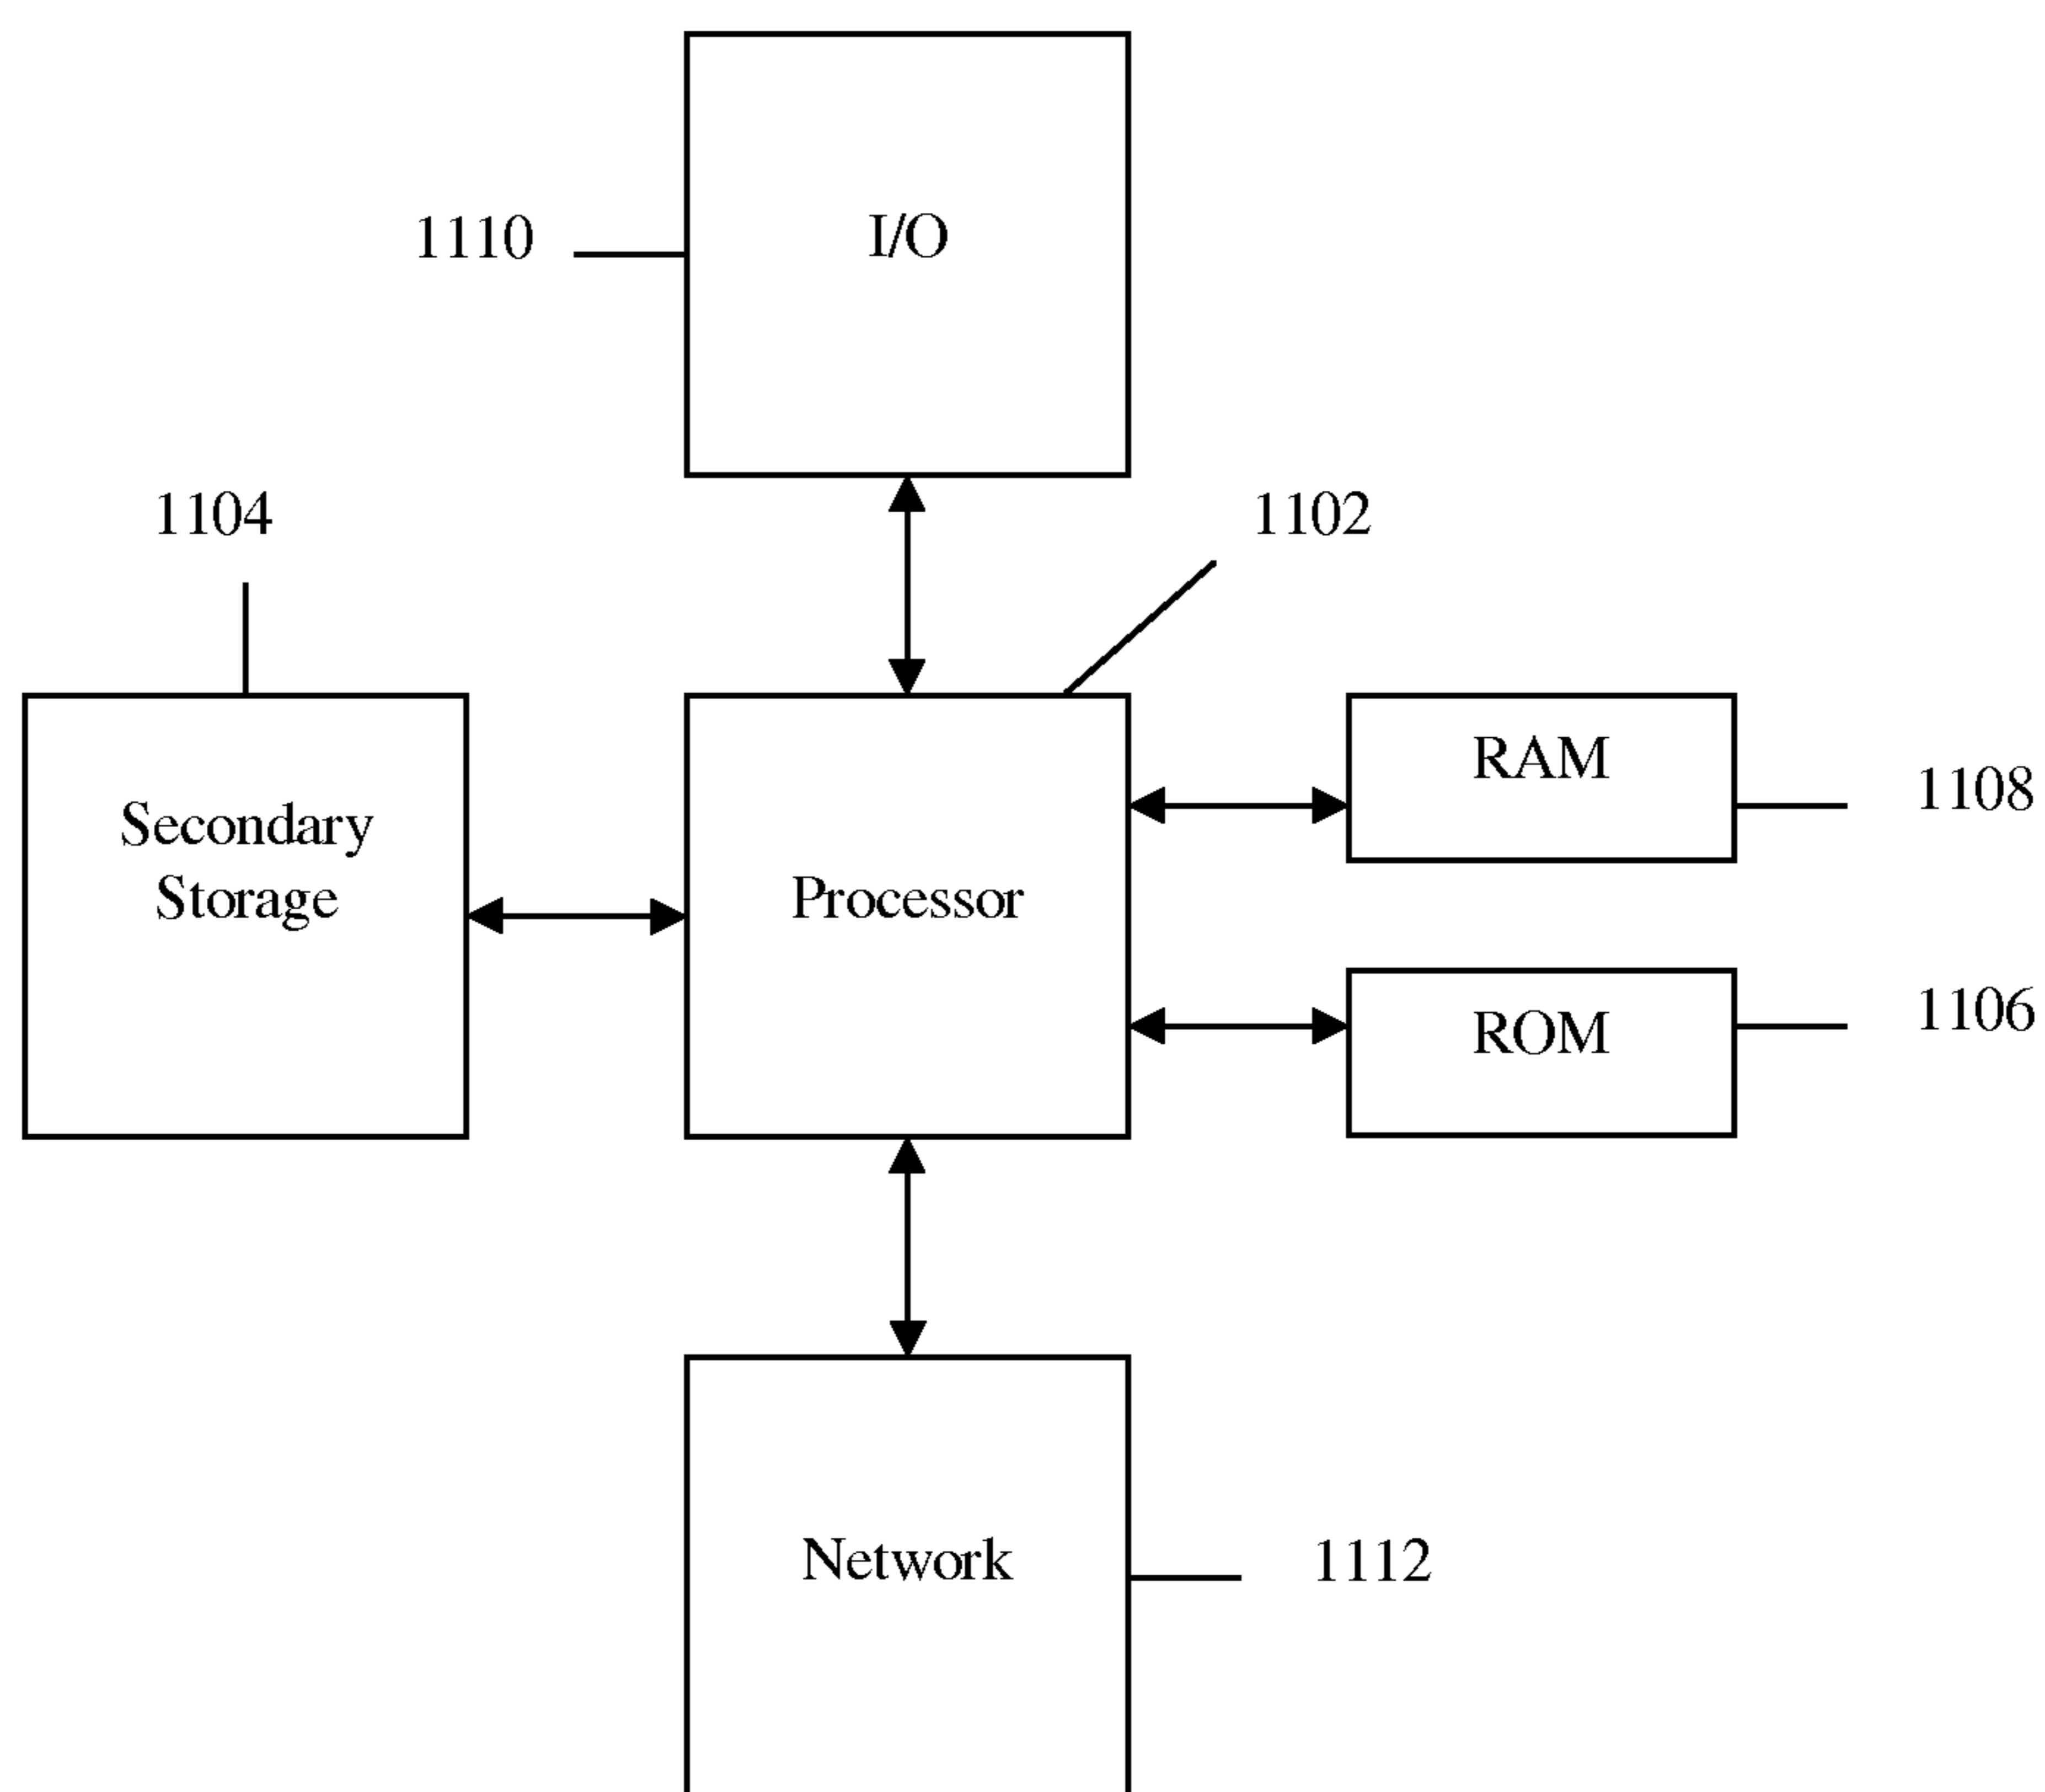 1110
I/O
1104
1102
Secondary
Storage
Processor
RAM
1108
ROM
1106
Network
1112